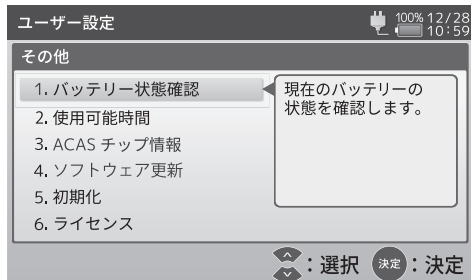 ユーザー設定
100% 12/28
10:59
その他
1. バッテリー状態確認
2. 使用可能時間
3. ACAS チップ情報
4. ソフトウェア更新
5. 初期化
6. ライセンス
現在のバッテリーの
状態を確認します。
：選択 決定：決定